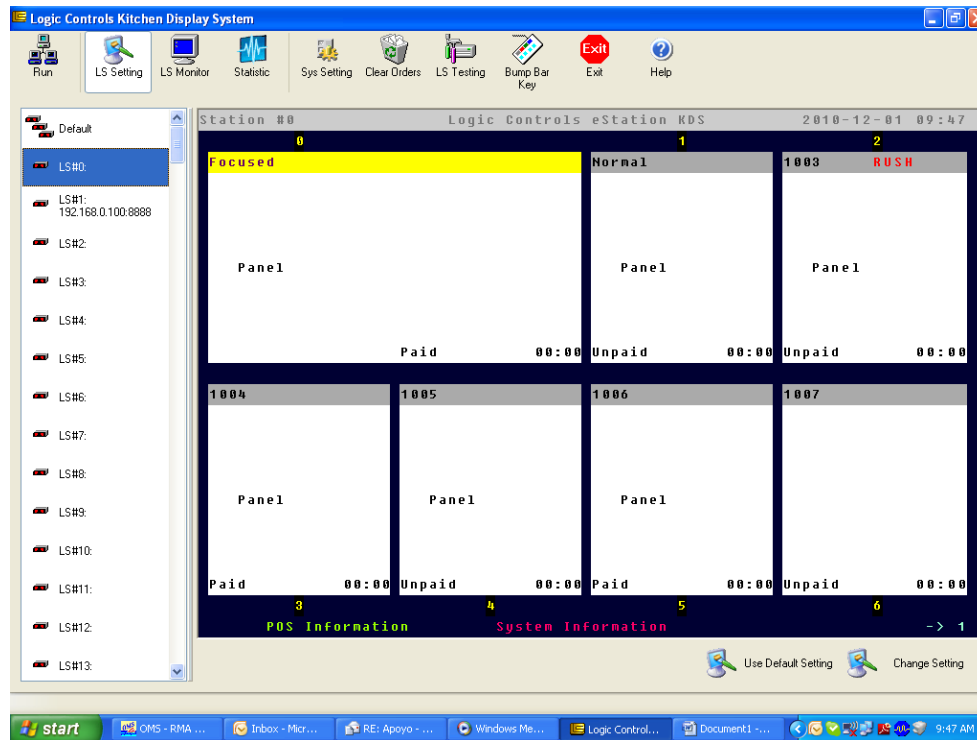 Logic Controls Kitchen Display System
Run
LS Setting
LS Monitor
Statistic
Sys Setting
Clear Orders
LS Testing
Bump Bar Key
Exit
Exit
Help
Default
LS#0:
LS#1:
192.168.0.100:8888
LS#2:
LS#3:
LS#4:
LS#5:
LS#6:
LS#7:
LS#8:
LS#9:
LS#10:
LS#11:
LS#12:
LS#13:
Station #0 Logic Controls eStation KDS 2010-12-01 09:47
0 1 2
Focused Normal 1003 RUSH
Panel Panel Panel
Paid 00:00 Unpaid 00:00 Unpaid 00:00
1004 1005 1006 1007
Panel Panel Panel
Paid 00:00 Unpaid 00:00 Paid 00:00 Unpaid 00:00
3 4 5 6
POS Information System Information -> 1
Use Default Setting Change Setting
start OMS - RMA ... Inbox - Micr... RE: Apoyo - ... Windows Me... Logic Control... Document1 -... 9:47 AM